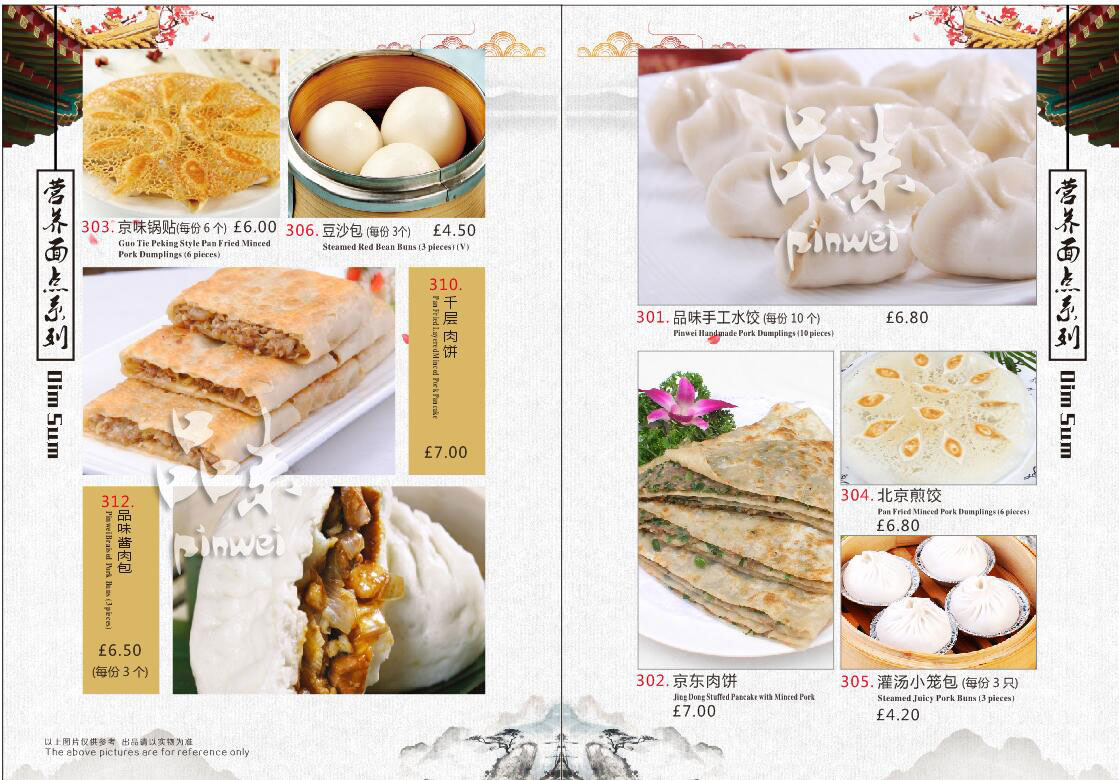 营养面点系列
Dim Sum
303. 京味锅贴(每份 6 个) £6.00
Guo Tie Peking Style Pan Fried Minced
Pork Dumplings (6 pieces)
306. 豆沙包 (每份 3个) £4.50
Steamed Red Bean Buns (3 pieces) (V)
310.
千层肉饼
Pan Fried Layered Minced Pork Pancake
£7.00
312.
品味酱肉包
Pinwei Braised Pork Buns (3 pieces)
£6.50
(每份 3 个)
品味
pinwei
以上图片仅供参考 出品请以实物为准
The above pictures are for reference only
品味
pinwei
301. 品味手工水饺 (每份 10 个) £6.80
Pinwei Handmade Pork Dumplings (10 pieces)
302. 京东肉饼
Jing Dong Stuffed Pancake with Minced Pork
£7.00
304. 北京煎饺
Pan Fried Minced Pork Dumplings (6 pieces)
£6.80
305. 灌汤小笼包 (每份 3 只)
Steamed Juicy Pork Buns (3 pieces)
£4.20
营养面点系列
Dim Sum